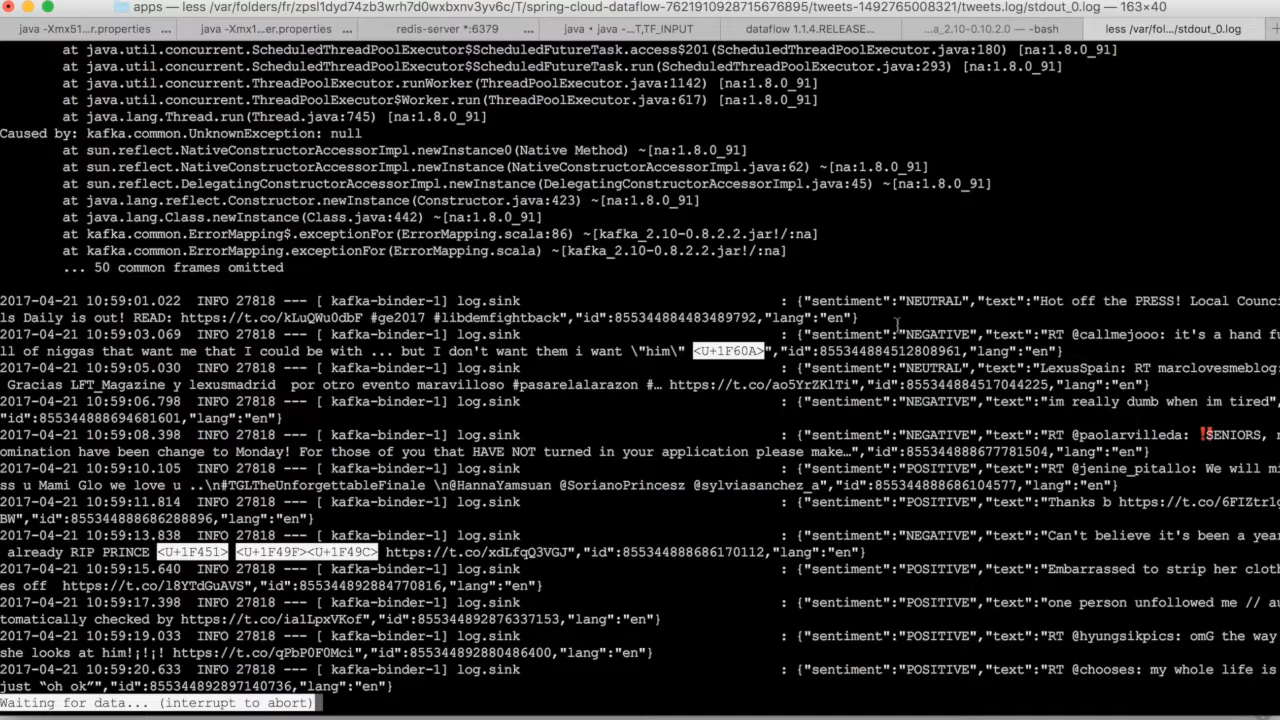 apps — less /var/folders/fr/zpsl1dyd74zb3wrh7d0wxbxnv3yv6c/T/spring-cloud-dataflow-7621910928715676895/tweets-1492765008321/tweets.log/stdout_0.log — 163×40
java -Xmx51...r.properties ... java -Xmx1...er.properties ... redis-server *:6379 ... java • java -...T,TF_INPUT dataflow 1.1.4.RELEASE... ...a_2.10-0.10.2.0 — -bash less /var/fol.../stdout_0.log +
at java.util.concurrent.ScheduledThreadPoolExecutor$ScheduledFutureTask.access$201(ScheduledThreadPoolExecutor.java:180) [na:1.8.0_91]
at java.util.concurrent.ScheduledThreadPoolExecutor$ScheduledFutureTask.run(ScheduledThreadPoolExecutor.java:293) [na:1.8.0_91]
at java.util.concurrent.ThreadPoolExecutor.runWorker(ThreadPoolExecutor.java:1142) [na:1.8.0_91]
at java.util.concurrent.ThreadPoolExecutor$Worker.run(ThreadPoolExecutor.java:617) [na:1.8.0_91]
at java.lang.Thread.run(Thread.java:745) [na:1.8.0_91]
Caused by: kafka.common.UnknownException: null
at sun.reflect.NativeConstructorAccessorImpl.newInstance0(Native Method) ~[na:1.8.0_91]
at sun.reflect.NativeConstructorAccessorImpl.newInstance(NativeConstructorAccessorImpl.java:62) ~[na:1.8.0_91]
at sun.reflect.DelegatingConstructorAccessorImpl.newInstance(DelegatingConstructorAccessorImpl.java:45) ~[na:1.8.0_91]
at java.lang.reflect.Constructor.newInstance(Constructor.java:423) ~[na:1.8.0_91]
at java.lang.Class.newInstance(Class.java:442) ~[na:1.8.0_91]
at kafka.common.ErrorMapping$.exceptionFor(ErrorMapping.scala:86) ~[kafka_2.10-0.8.2.2.jar!/:na]
at kafka.common.ErrorMapping.exceptionFor(ErrorMapping.scala) ~[kafka_2.10-0.8.2.2.jar!/:na]
... 50 common frames omitted
2017-04-21 10:59:01.022 INFO 27818 --- [ kafka-binder-1] log.sink : {"sentiment":"NEUTRAL","text":"Hot off the PRESS! Local Counci
ls Daily is out! READ: https://t.co/kLuQWu0dbF #ge2017 #libdemfightback","id":855344884483489792,"lang":"en"}
2017-04-21 10:59:03.069 INFO 27818 --- [ kafka-binder-1] log.sink : {"sentiment":"NEGATIVE","text":"RT @callmejooo: it's a hand fu
ll of niggas that want me that I could be with ... but I don't want them i want \"him\" <U+1F60A>","id":855344884512808961,"lang":"en"}
2017-04-21 10:59:05.030 INFO 27818 --- [ kafka-binder-1] log.sink : {"sentiment":"NEUTRAL","text":"LexusSpain: RT marclovesmeblog:
Gracias LFT_Magazine y lexusmadrid por otro evento maravilloso #pasarelalarazon #… https://t.co/ao5YrZKlTi","id":855344884517044225,"lang":"en"}
2017-04-21 10:59:06.798 INFO 27818 --- [ kafka-binder-1] log.sink : {"sentiment":"NEGATIVE","text":"im really dumb when im tired",
"id":855344888694681601,"lang":"en"}
2017-04-21 10:59:08.398 INFO 27818 --- [ kafka-binder-1] log.sink : {"sentiment":"NEGATIVE","text":"RT @paolarvilleda: ❗SENIORS, n
omination have been change to Monday! For those of you that HAVE NOT turned in your application please make…","id":855344888677781504,"lang":"en"}
2017-04-21 10:59:10.105 INFO 27818 --- [ kafka-binder-1] log.sink : {"sentiment":"POSITIVE","text":"RT @jenine_pitallo: We will mi
ss u Mami Glo we love u ..\n#TGLTheUnforgettableFinale \n@HannaYamsuan @SorianoPrincesz @sylviasanchez_a","id":855344888686104577,"lang":"en"}
2017-04-21 10:59:11.814 INFO 27818 --- [ kafka-binder-1] log.sink : {"sentiment":"POSITIVE","text":"Thanks b https://t.co/6FIZtr1g
BW","id":855344888686288896,"lang":"en"}
2017-04-21 10:59:13.838 INFO 27818 --- [ kafka-binder-1] log.sink : {"sentiment":"NEGATIVE","text":"Can't believe it's been a year
already RIP PRINCE <U+1F451> <U+1F49F><U+1F49C> https://t.co/xdLfqQ3VGJ","id":855344888686170112,"lang":"en"}
2017-04-21 10:59:15.640 INFO 27818 --- [ kafka-binder-1] log.sink : {"sentiment":"POSITIVE","text":"Embarrassed to strip her cloth
es off https://t.co/l8YTdGuAVS","id":855344892884770816,"lang":"en"}
2017-04-21 10:59:17.398 INFO 27818 --- [ kafka-binder-1] log.sink : {"sentiment":"POSITIVE","text":"one person unfollowed me // au
tomatically checked by https://t.co/ia1LpxVKof","id":855344892876337153,"lang":"en"}
2017-04-21 10:59:19.033 INFO 27818 --- [ kafka-binder-1] log.sink : {"sentiment":"POSITIVE","text":"RT @hyungsikpics: omG the way
she looks at him!¡!¡! https://t.co/qPbP0F0Mci","id":855344892880486400,"lang":"en"}
2017-04-21 10:59:20.633 INFO 27818 --- [ kafka-binder-1] log.sink : {"sentiment":"POSITIVE","text":"RT @chooses: my whole life is
just “oh ok”","id":855344892897140736,"lang":"en"}
Waiting for data... (interrupt to abort)